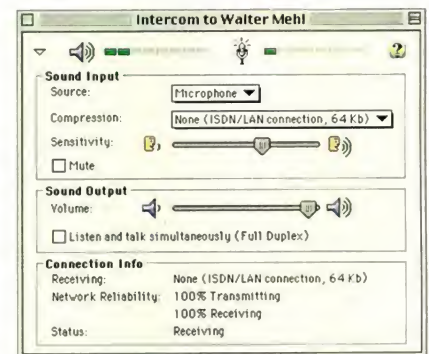 Intercom to Walter Mehl
Sound Input
Source: Microphone
Compression: None (ISDN/LAN connection, 64 Kb)
Sensitivity:
Mute
Sound Output
Volume:
Listen and talk simultaneously (Full Duplex)
Connection Info
Receiving: None (ISDN/LAN connection, 64 Kb)
Network Reliability: 100% Transmitting
100% Receiving
Status: Receiving